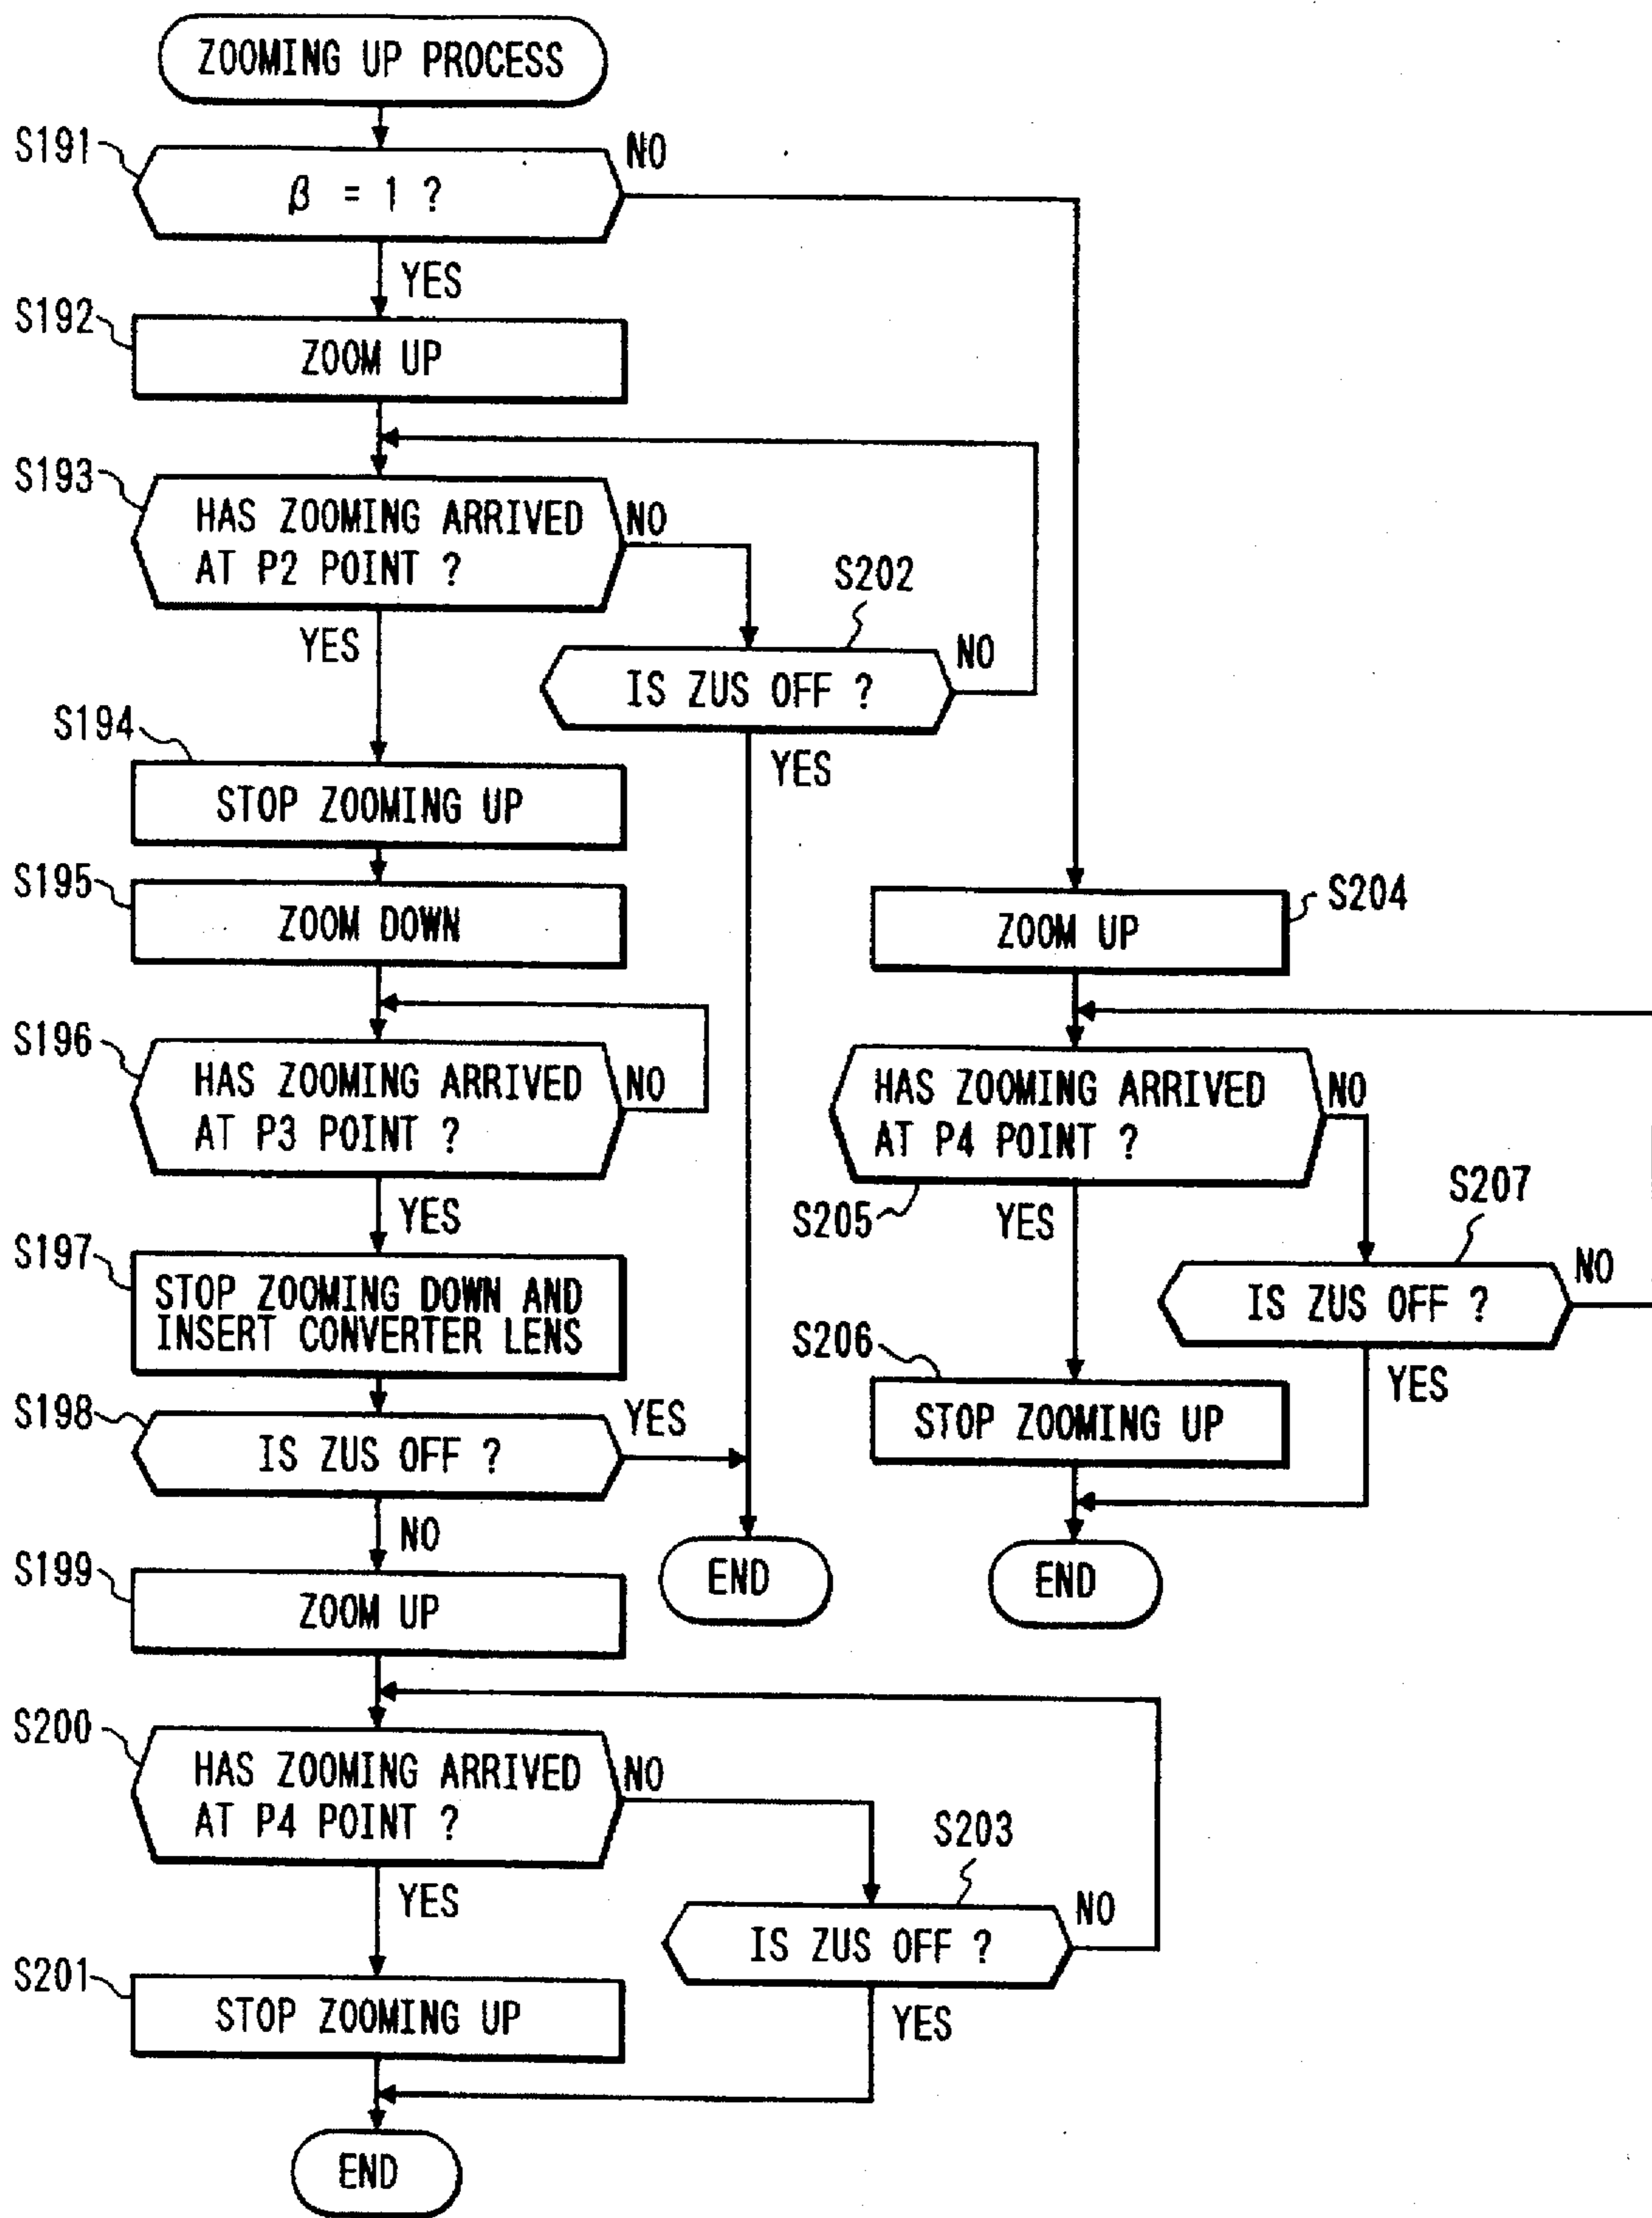 ZOOMING UP PROCESS
S191
β = 1 ?
NO
YES
S192
ZOOM UP
S193
HAS ZOOMING ARRIVED
AT P2 POINT ?
NO
YES
S202
IS ZUS OFF ?
NO
YES
S194
STOP ZOOMING UP
S195
ZOOM DOWN
S204
ZOOM UP
S196
HAS ZOOMING ARRIVED
AT P3 POINT ?
NO
YES
HAS ZOOMING ARRIVED
AT P4 POINT ?
NO
S205
YES
S207
IS ZUS OFF ?
NO
YES
S197
STOP ZOOMING DOWN AND
INSERT CONVERTER LENS
S206
STOP ZOOMING UP
S198
IS ZUS OFF ?
YES
NO
END
END
S199
ZOOM UP
S200
HAS ZOOMING ARRIVED
AT P4 POINT ?
NO
YES
S203
IS ZUS OFF ?
NO
YES
S201
STOP ZOOMING UP
END